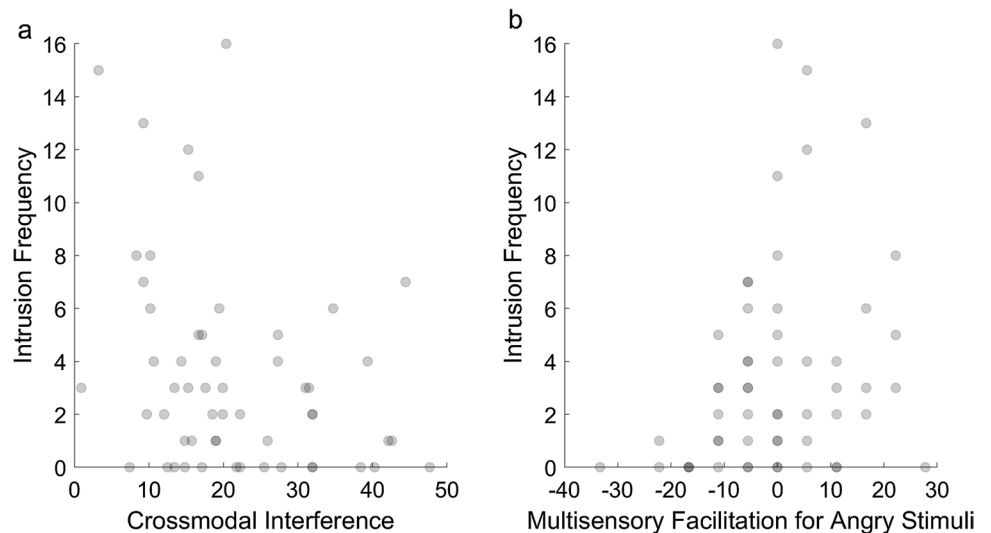 a
Intrusion Frequency
16
14
12
10
8
6
4
2
0
0 10 20 30 40 50
Crossmodal Interference
b
Intrusion Frequency
16
14
12
10
8
6
4
2
0
-40 -30 -20 -10 0 10 20 30
Multisensory Facilitation for Angry Stimuli